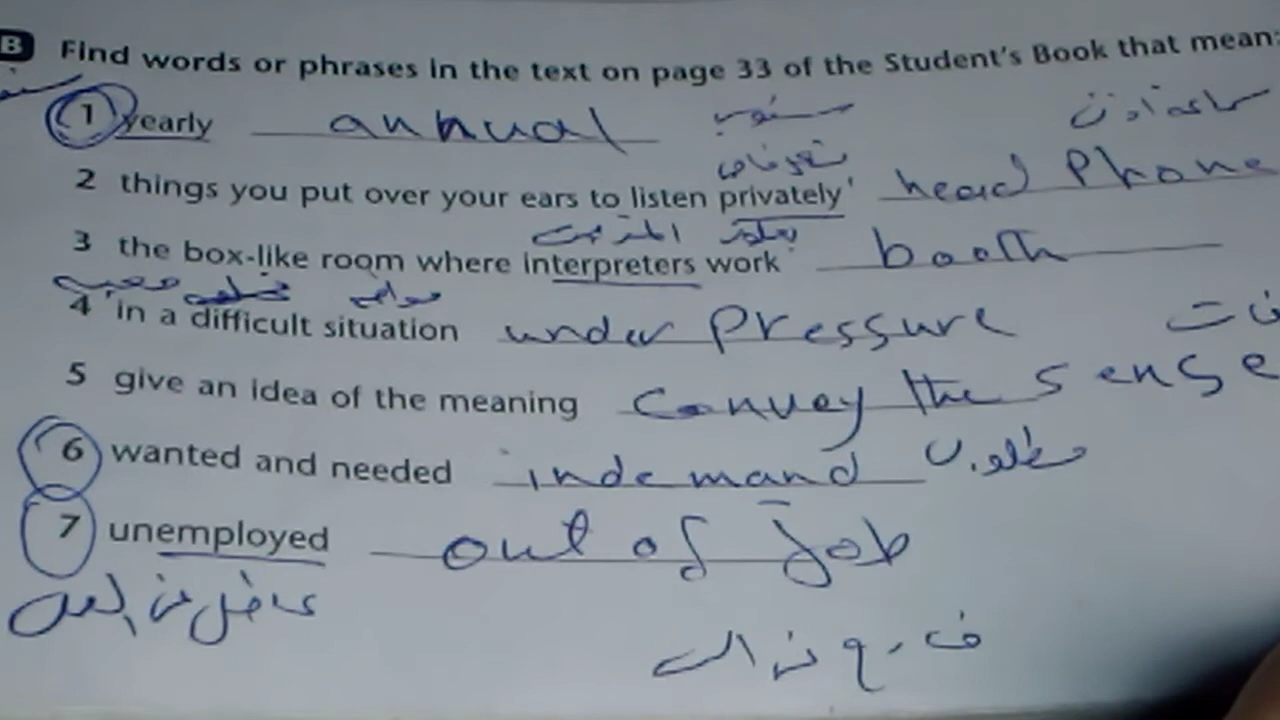 B Find words or phrases in the text on page 33 of the Student's Book that mean:
1 yearly annual سنوي سماعة اذن
2 things you put over your ears to listen privately head Phone
3 the box-like room where interpreters work booth
4 in a difficult situation under Pressure
5 give an idea of the meaning convey the sense
6 wanted and needed in demand مطلوب
7 unemployed out of Job
عاطل عن العمل